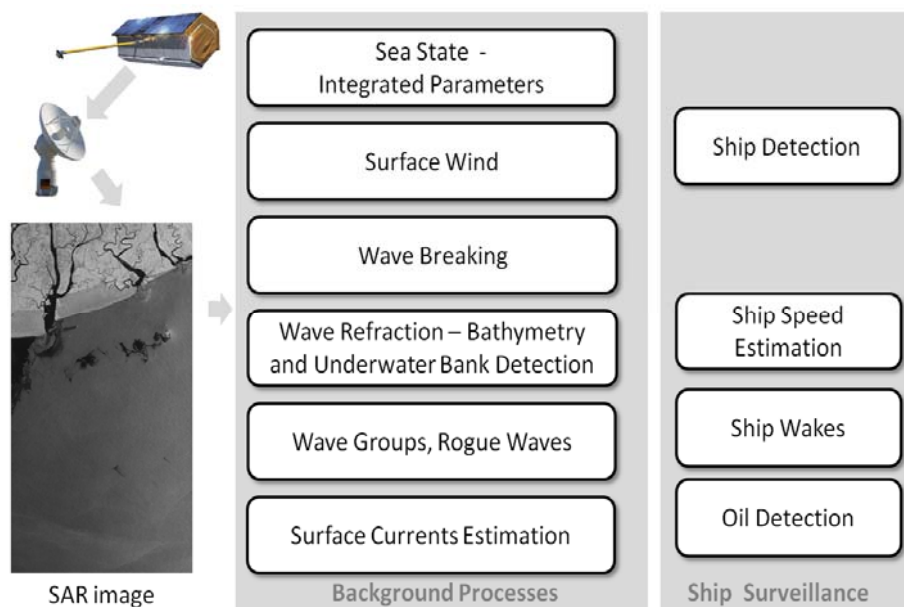 Sea State -
Integrated Parameters
Surface Wind
Wave Breaking
Wave Refraction – Bathymetry
and Underwater Bank Detection
Wave Groups, Rogue Waves
Surface Currents Estimation
Background Processes
Ship Detection
Ship Speed
Estimation
Ship Wakes
Oil Detection
Ship Surveillance
SAR image